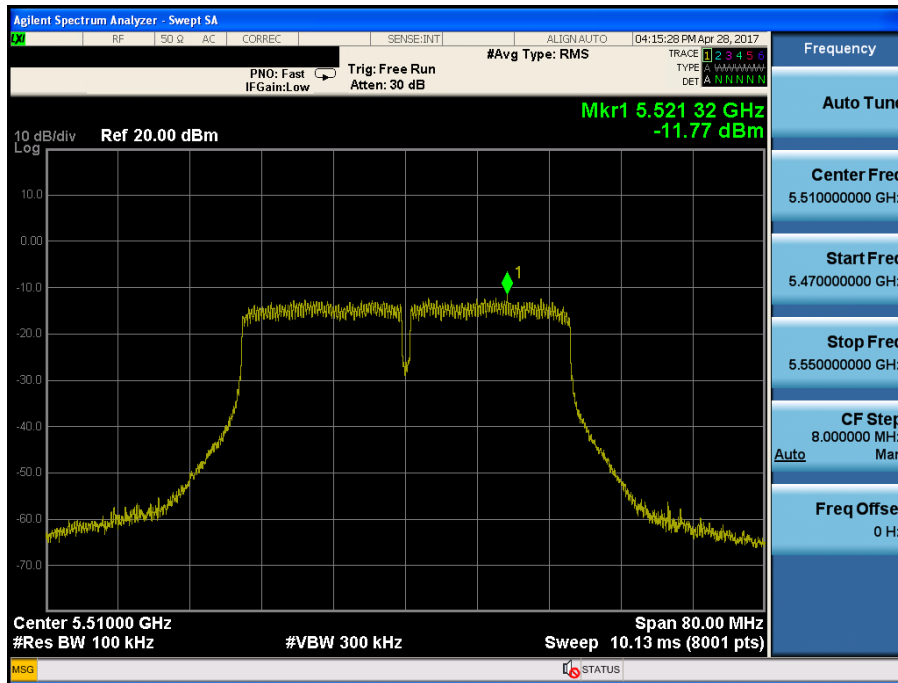 Agilent Spectrum Analyzer - Swept SA
LXI RF 50 Ω AC CORREC SENSE:INT ALIGN AUTO 04:15:28 PM Apr 28, 2017
#Avg Type: RMS
TRACE 1 2 3 4 5 6
TYPE A WWWWW
DET A N N N N N
PNO: Fast
IFGain:Low
Trig: Free Run
Atten: 30 dB
Frequency
Mkr1 5.521 32 GHz
-11.77 dBm
10 dB/div Ref 20.00 dBm
Log
10.0
0.00
-10.0
-20.0
-30.0
-40.0
-50.0
-60.0
-70.0
1
Center 5.51000 GHz
Span 80.00 MHz
#Res BW 100 kHz
#VBW 300 kHz
Sweep 10.13 ms (8001 pts)
Auto Tune
Center Freq
5.510000000 GHz
Start Freq
5.470000000 GHz
Stop Freq
5.550000000 GHz
CF Step
8.000000 MHz
Auto Man
Freq Offset
0 Hz
MSG
STATUS